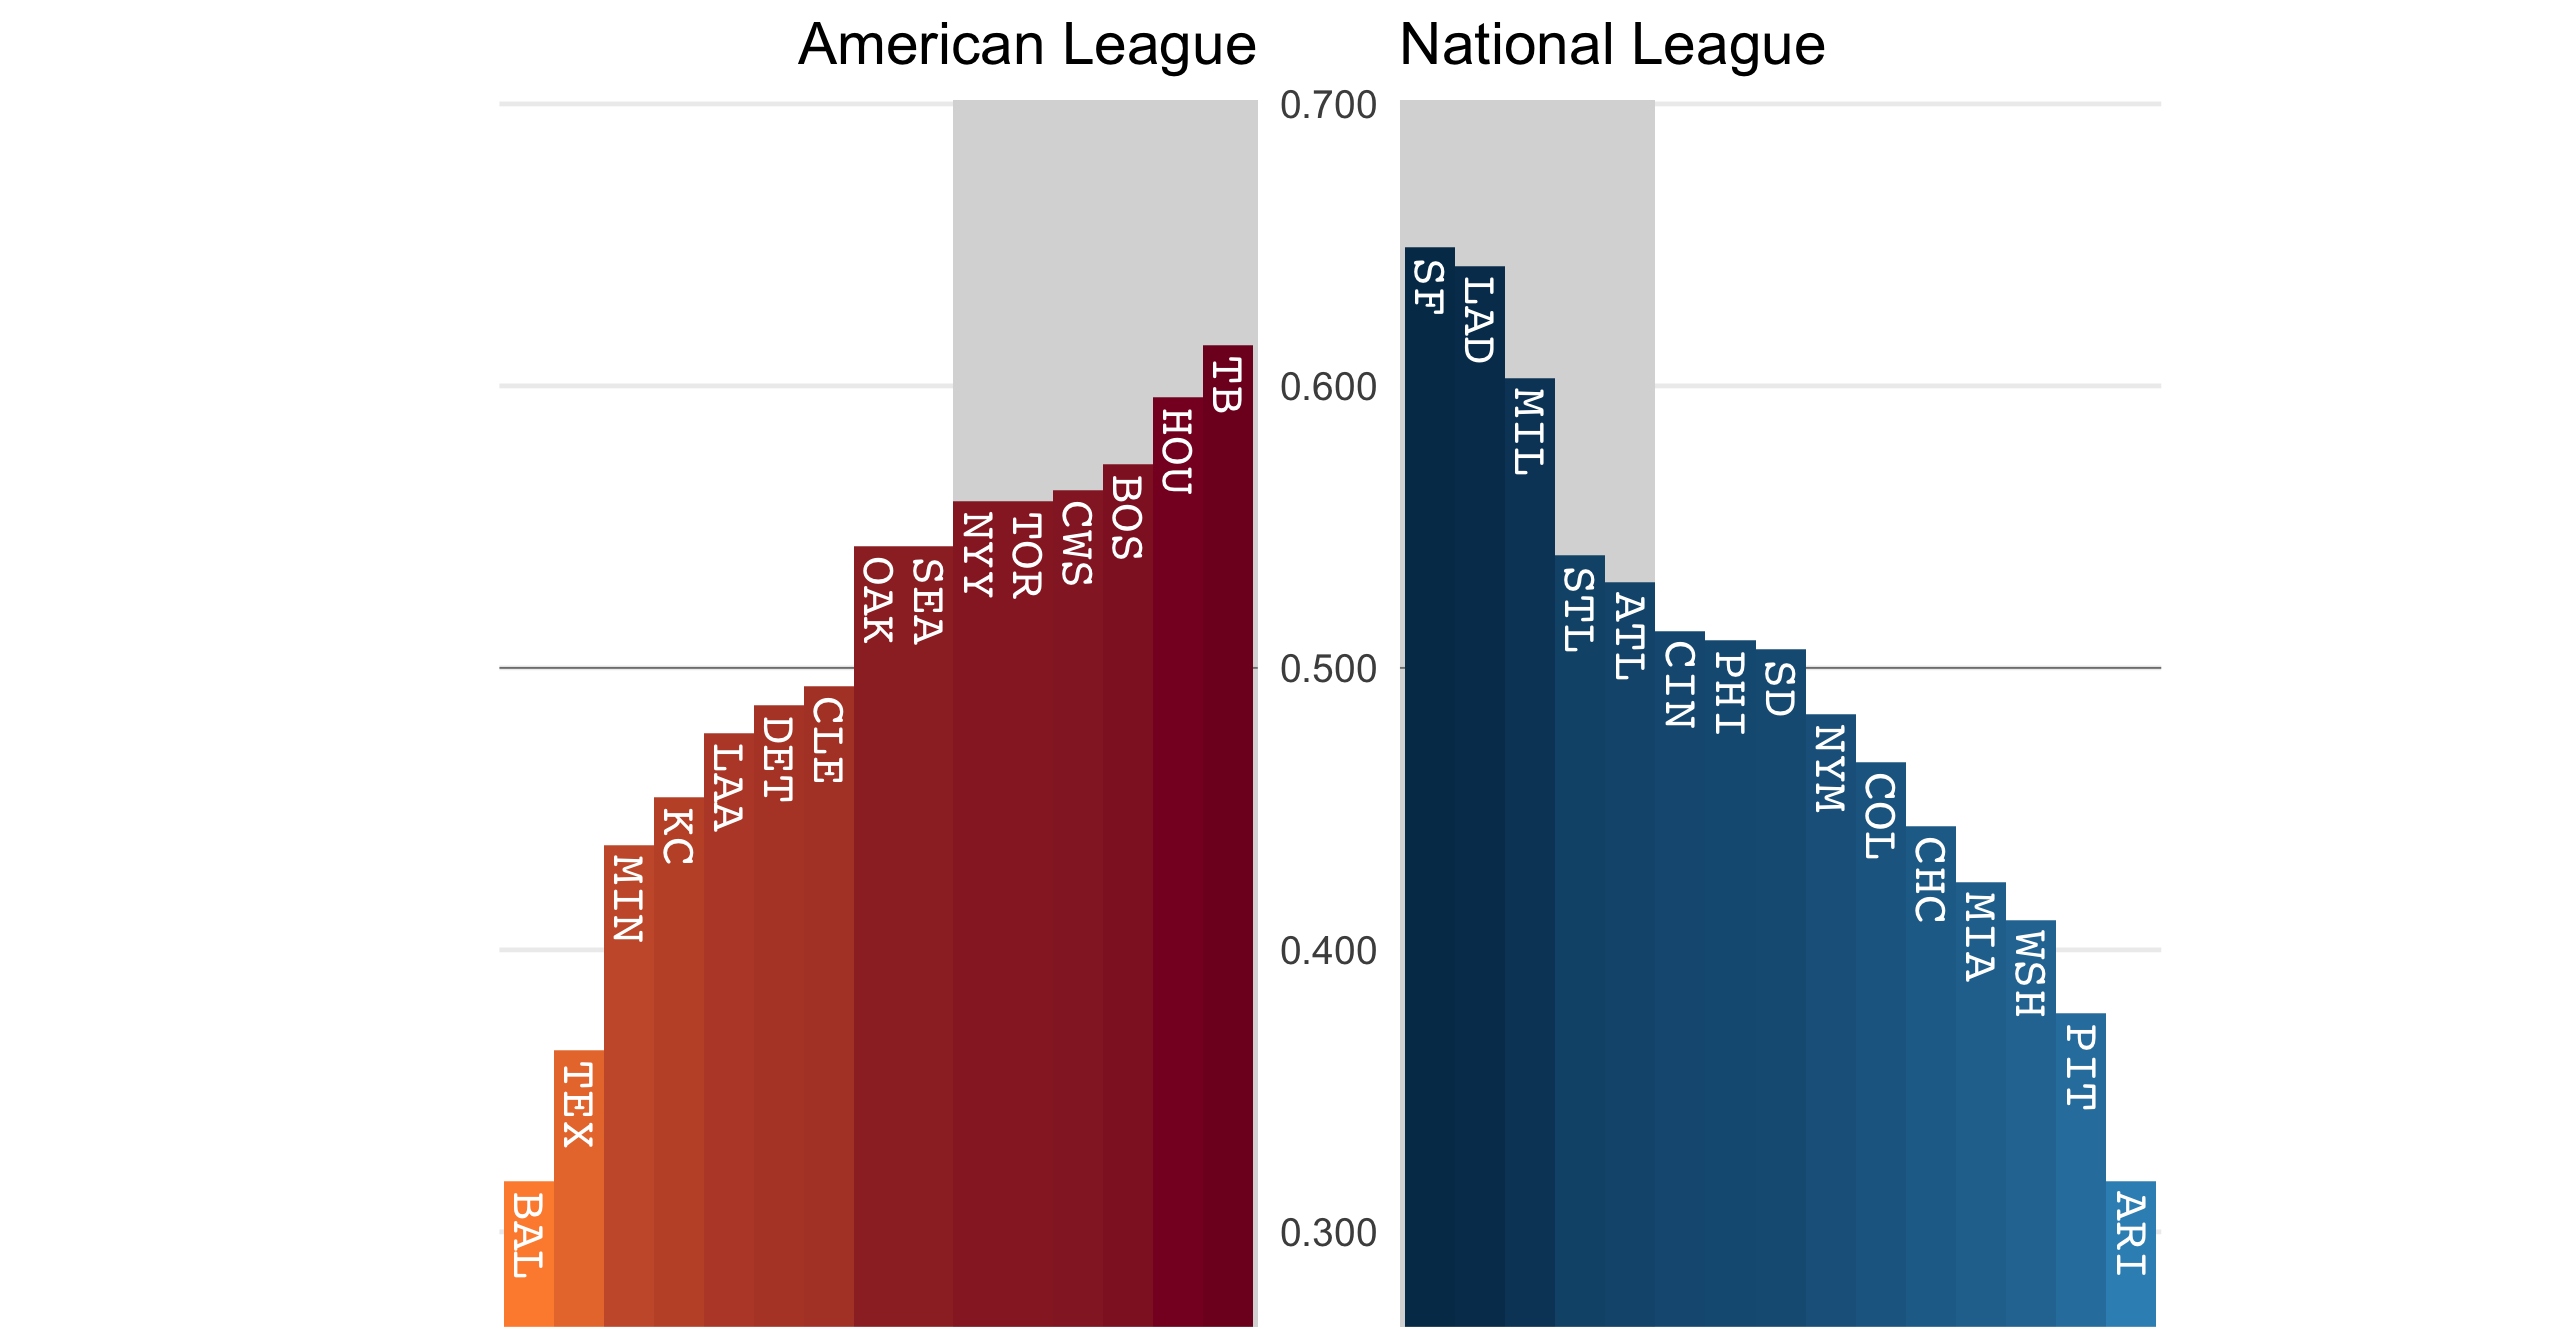 American League
National League
0.700
0.600
0.500
0.400
0.300
BAL
TEX
MIN
KC
LAA
DET
CLE
OAK
SEA
NYY
TOR
CWS
BOS
HOU
TB
SF
LAD
MIL
STL
ATL
CIN
PHI
SD
NYM
COL
CHC
MIA
WSH
PIT
ARI